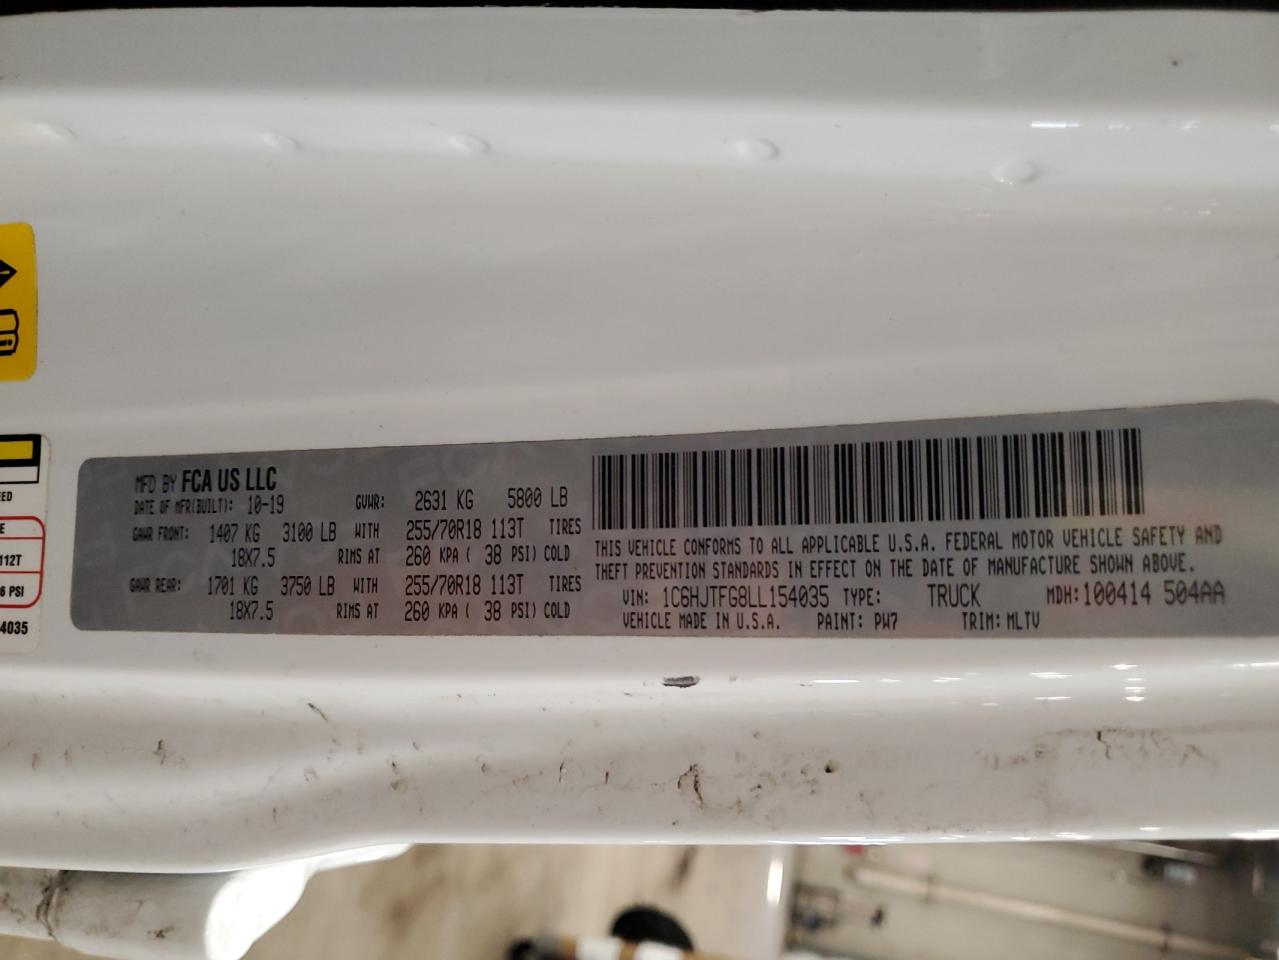 MFD BY FCA US LLC
DATE OF MFR(BUILT): 10-19 GVWR: 2631 KG 5800 LB
GAWR FRONT: 1407 KG 3100 LB WITH 255/70R18 113T TIRES
18X7.5 RIMS AT 260 KPA ( 38 PSI) COLD
GAWR REAR: 1701 KG 3750 LB WITH 255/70R18 113T TIRES
18X7.5 RIMS AT 260 KPA ( 38 PSI) COLD
THIS VEHICLE CONFORMS TO ALL APPLICABLE U.S.A. FEDERAL MOTOR VEHICLE SAFETY AND
THEFT PREVENTION STANDARDS IN EFFECT ON THE DATE OF MANUFACTURE SHOWN ABOVE.
VIN: 1C6HJTFG8LL154035 TYPE: TRUCK MDH:100414 504AA
VEHICLE MADE IN U.S.A. PAINT: PW7 TRIM: MLTV
112T
6 PSI
4035